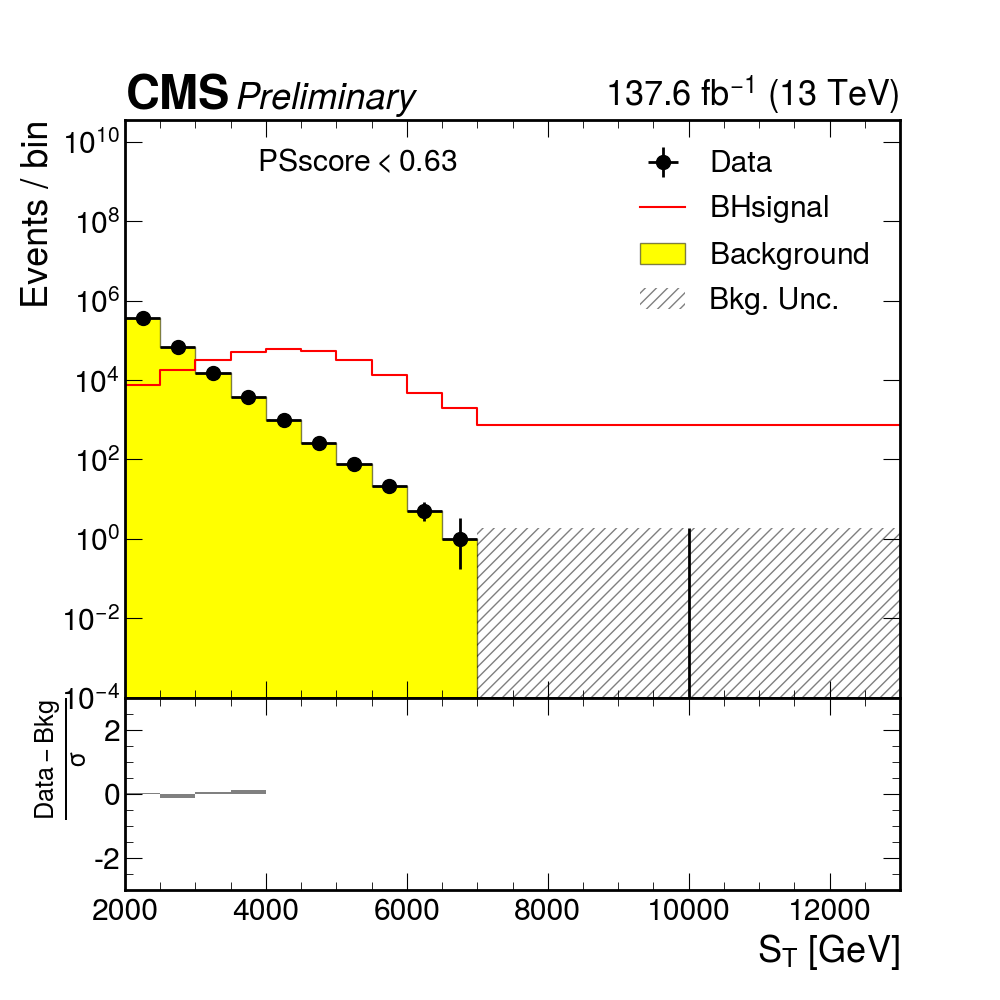 CMS Preliminary 137.6 fb⁻¹ (13 TeV)
Events / bin
PSscore < 0.63
Data
BHsignal
Background
Bkg. Unc.
10¹⁰
10⁸
10⁶
10⁴
10²
10⁰
10⁻²
10⁻⁴
Data − Bkg
σ
2
0
-2
2000 4000 6000 8000 10000 12000
S_T [GeV]